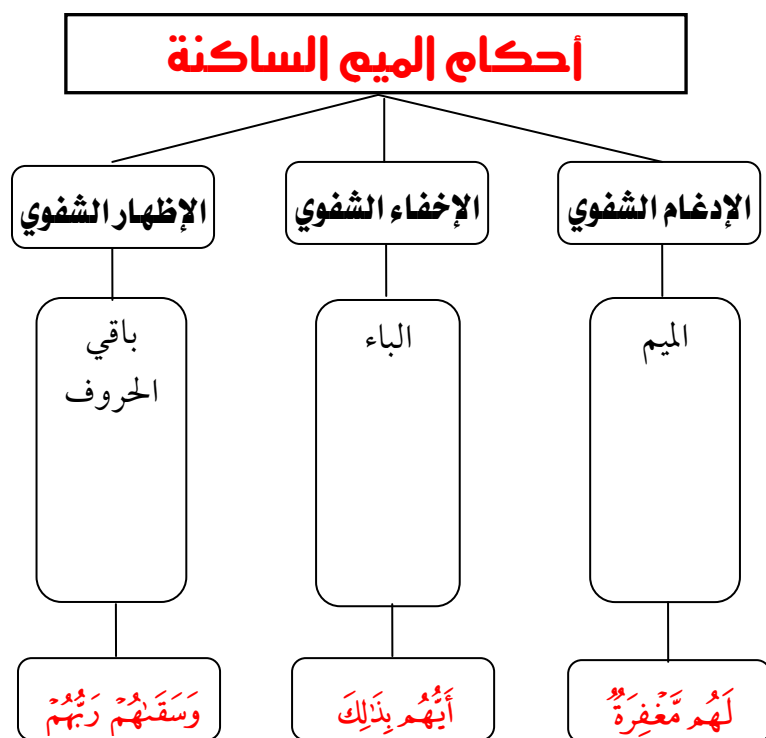 أحكام الميم الساكنة
الإدغام الشفوي
الإخفاء الشفوي
الإظهار الشفوي
الميم
الباء
باقي
الحروف
لَهُم مَّغْفِرَةٌ
أَيُّهُم بِذَٰلِكَ
وَسَقَىٰهُمْ رَبُّهُمْ